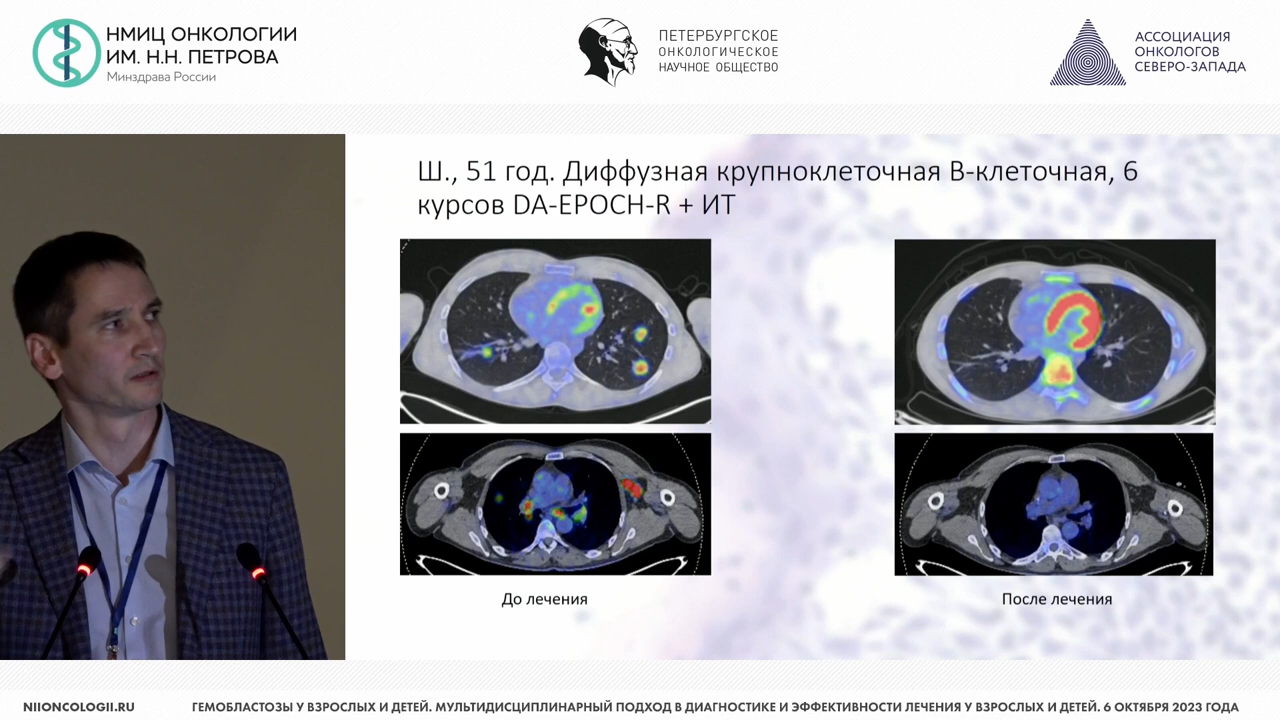 НМИЦ ОНКОЛОГИИ
ИМ. Н.Н. ПЕТРОВА
Минздрава России
ПЕТЕРБУРГСКОЕ
ОНКОЛОГИЧЕСКОЕ
НАУЧНОЕ ОБЩЕСТВО
АССОЦИАЦИЯ
ОНКОЛОГОВ
СЕВЕРО-ЗАПАДА
Ш., 51 год. Диффузная крупноклеточная В-клеточная, 6
курсов DA-EPOCH-R + ИТ
До лечения
После лечения
NIIONCOLOGII.RU
ГЕМОБЛАСТОЗЫ У ВЗРОСЛЫХ И ДЕТЕЙ. МУЛЬТИДИСЦИПЛИНАРНЫЙ ПОДХОД В ДИАГНОСТИКЕ И ЭФФЕКТИВНОСТИ ЛЕЧЕНИЯ У ВЗРОСЛЫХ И ДЕТЕЙ. 6 ОКТЯБРЯ 2023 ГОДА